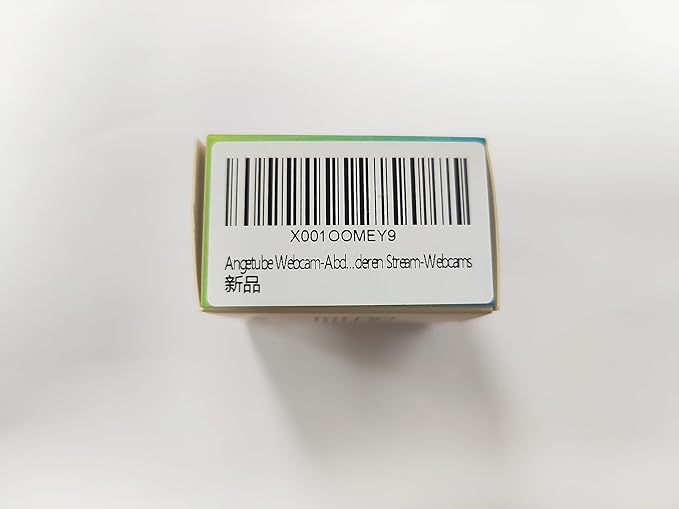 X001OOMEY9
Angetube Webcam-Abd...deren Stream-Webcams
新品